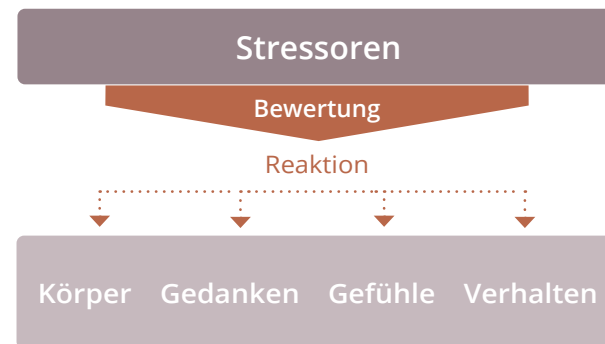 Stressoren
Bewertung
Reaktion
Körper Gedanken Gefühle Verhalten